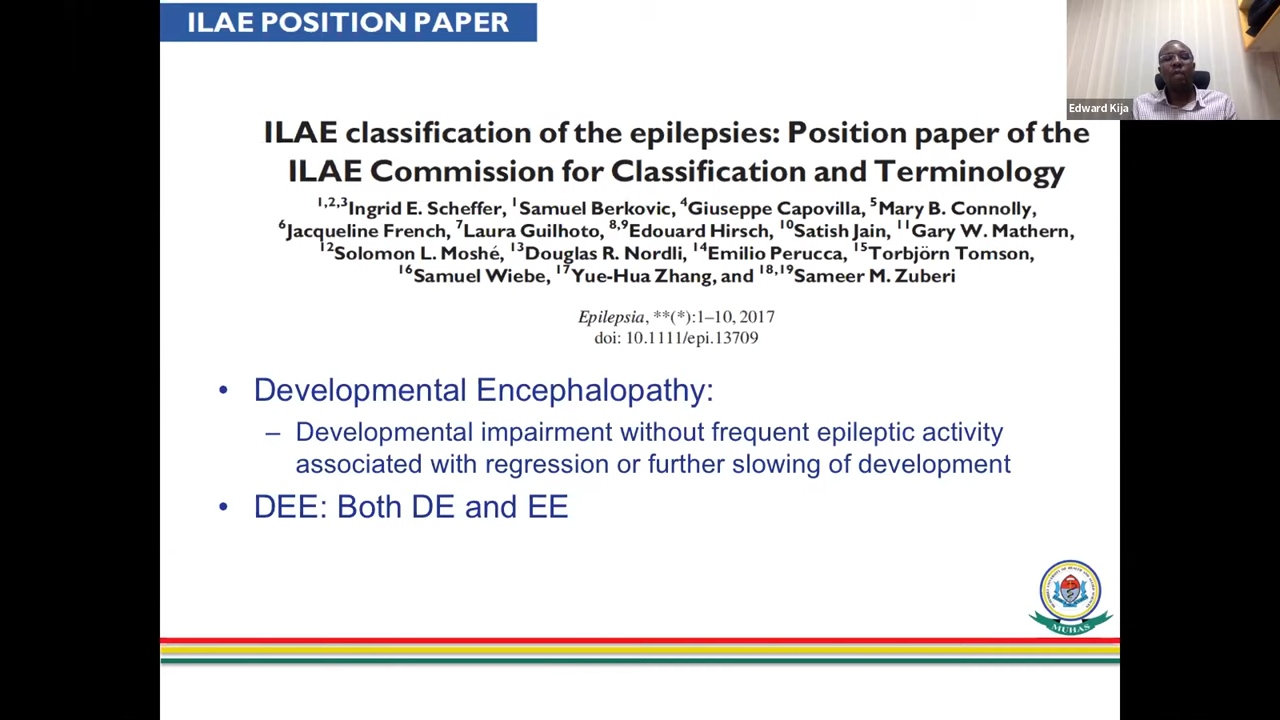 ILAE POSITION PAPER
Edward Kija
ILAE classification of the epilepsies: Position paper of the
ILAE Commission for Classification and Terminology
1,2,3Ingrid E. Scheffer, 1Samuel Berkovic, 4Giuseppe Capovilla, 5Mary B. Connolly,
6Jacqueline French, 7Laura Guilhoto, 8,9Edouard Hirsch, 10Satish Jain, 11Gary W. Mathern,
12Solomon L. Moshé, 13Douglas R. Nordli, 14Emilio Perucca, 15Torbjörn Tomson,
16Samuel Wiebe, 17Yue-Hua Zhang, and 18,19Sameer M. Zuberi
Epilepsia, **(*):1–10, 2017
doi: 10.1111/epi.13709
• Developmental Encephalopathy:
– Developmental impairment without frequent epileptic activity
associated with regression or further slowing of development
• DEE: Both DE and EE
MUHAS